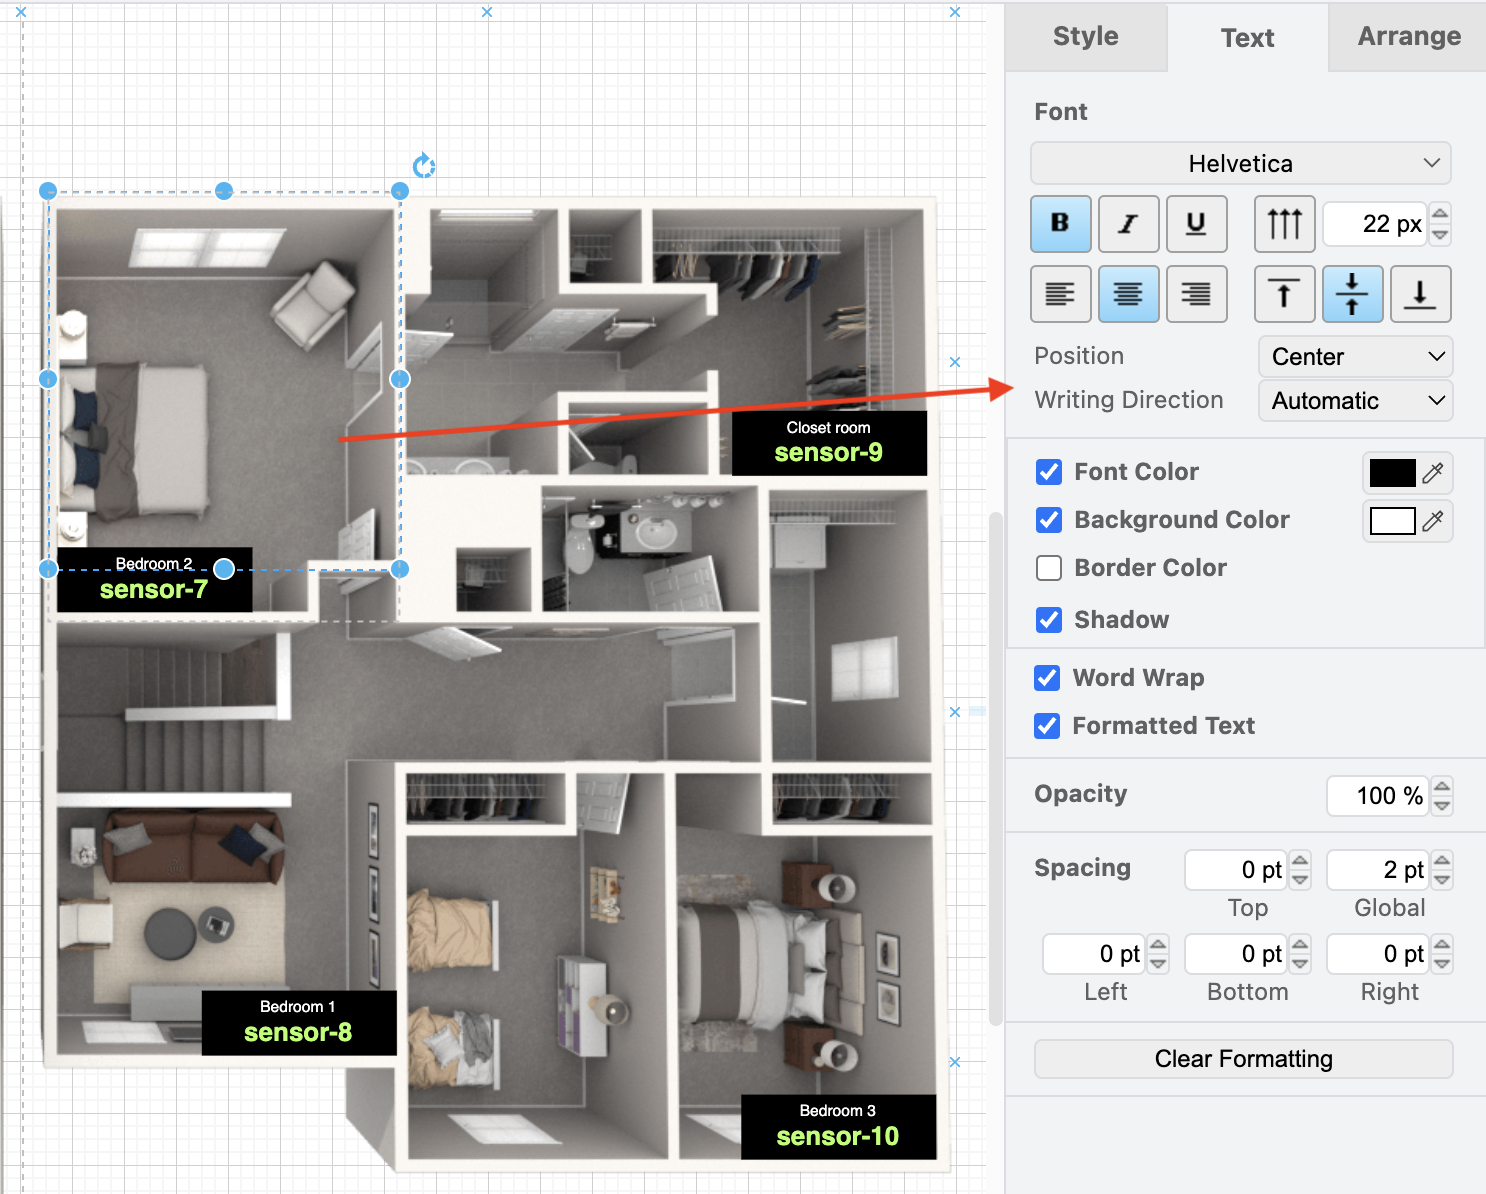 Style
Text
Arrange
Font
Helvetica
B I U
22 px
Position
Center
Writing Direction
Automatic
Font Color
Background Color
Border Color
Shadow
Word Wrap
Formatted Text
Opacity
100 %
Spacing
0 pt
2 pt
Top
Global
0 pt
0 pt
0 pt
Left
Bottom
Right
Clear Formatting
Closet room
sensor-9
Bedroom 2
sensor-7
Bedroom 1
sensor-8
Bedroom 3
sensor-10